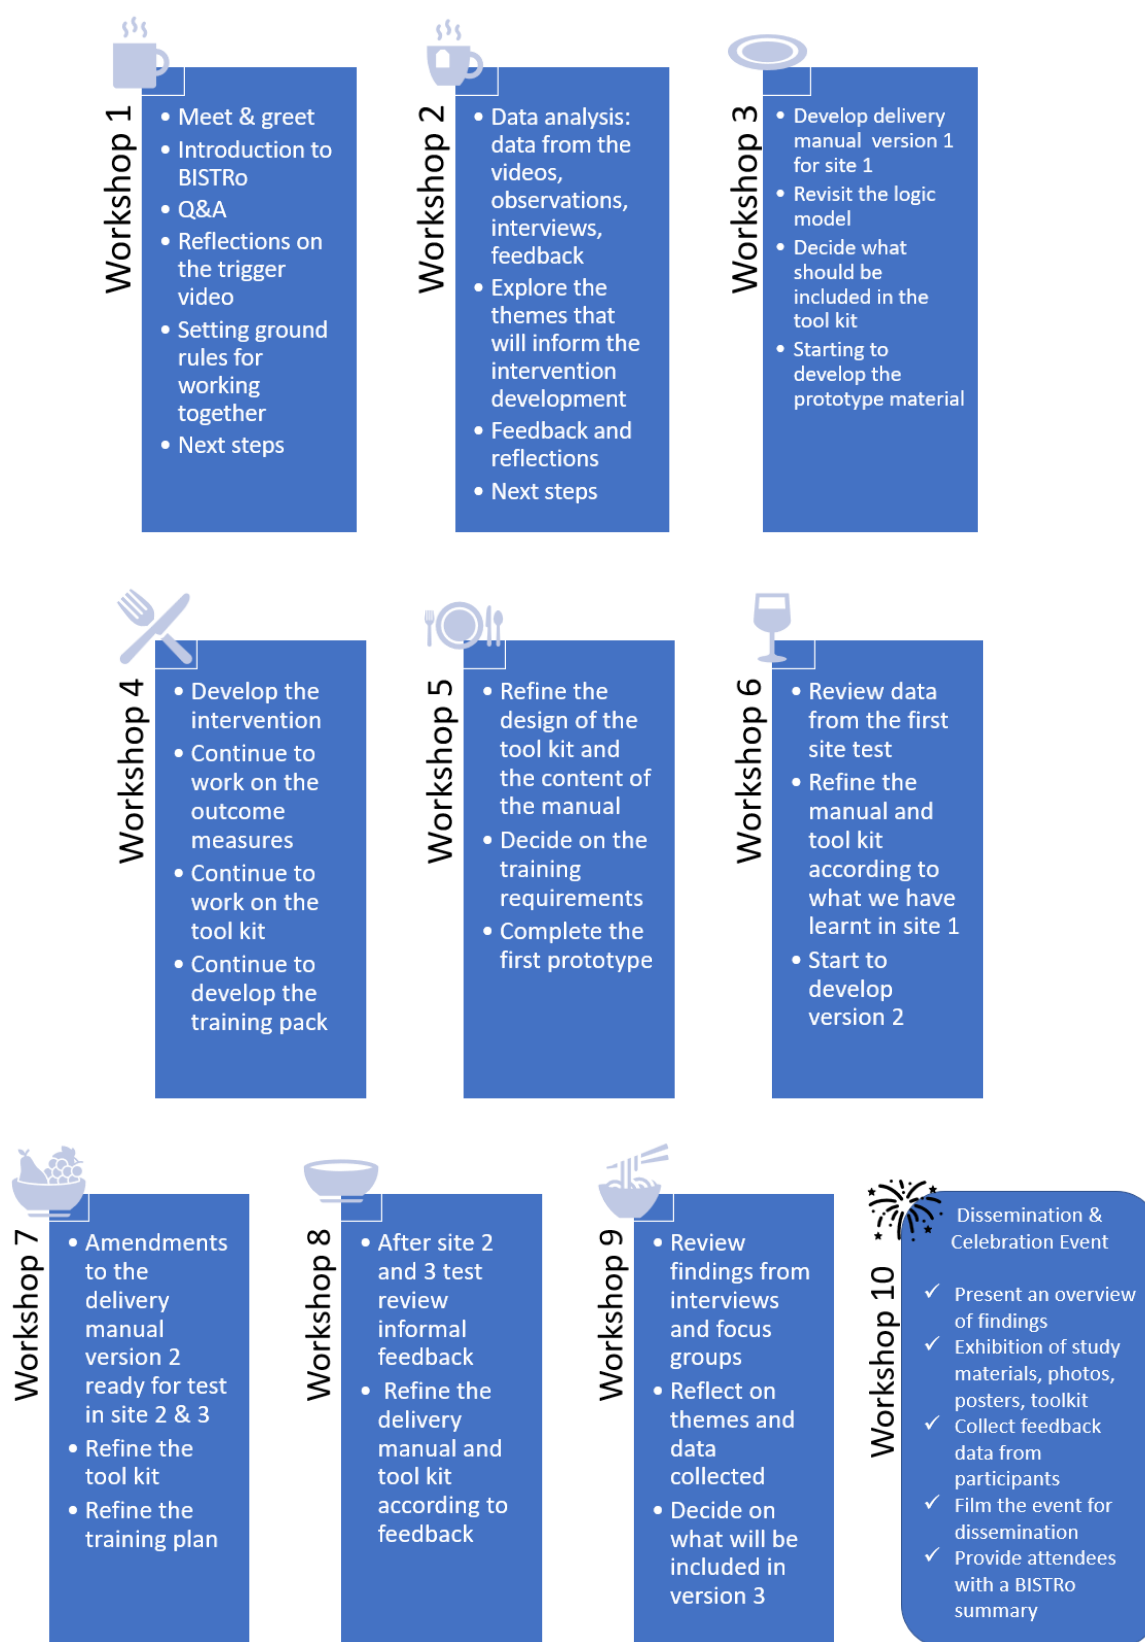 Workshop 1
• Meet & greet
• Introduction to
BISTRo
• Q&A
• Reflections on
the trigger
video
• Setting ground
rules for
working
together
• Next steps
Workshop 2
• Data analysis:
data from the
videos,
observations,
interviews,
feedback
• Explore the
themes that
will inform the
intervention
development
• Feedback and
reflections
• Next steps
Workshop 3
• Develop delivery
manual version 1
for site 1
• Revisit the logic
model
• Decide what
should be
included in the
tool kit
• Starting to
develop the
prototype material
Workshop 4
• Develop the
intervention
• Continue to
work on the
outcome
measures
• Continue to
work on the
tool kit
• Continue to
develop the
training pack
Workshop 5
• Refine the
design of the
tool kit and
the content of
the manual
• Decide on the
training
requirements
• Complete the
first prototype
Workshop 6
• Review data
from the first
site test
• Refine the
manual and
tool kit
according to
what we have
learnt in site 1
• Start to
develop
version 2
Workshop 7
• Amendments
to the
delivery
manual
version 2
ready for test
in site 2 & 3
• Refine the
tool kit
• Refine the
training plan
Workshop 8
• After site 2
and 3 test
review
informal
feedback
• Refine the
delivery
manual and
tool kit
according to
feedback
Workshop 9
• Review
findings from
interviews
and focus
groups
• Reflect on
themes and
data
collected
• Decide on
what will be
included in
version 3
Workshop 10
Dissemination &
Celebration Event
✓ Present an overview
of findings
✓ Exhibition of study
materials, photos,
posters, toolkit
✓ Collect feedback
data from
participants
✓ Film the event for
dissemination
✓ Provide attendees
with a BISTRo
summary